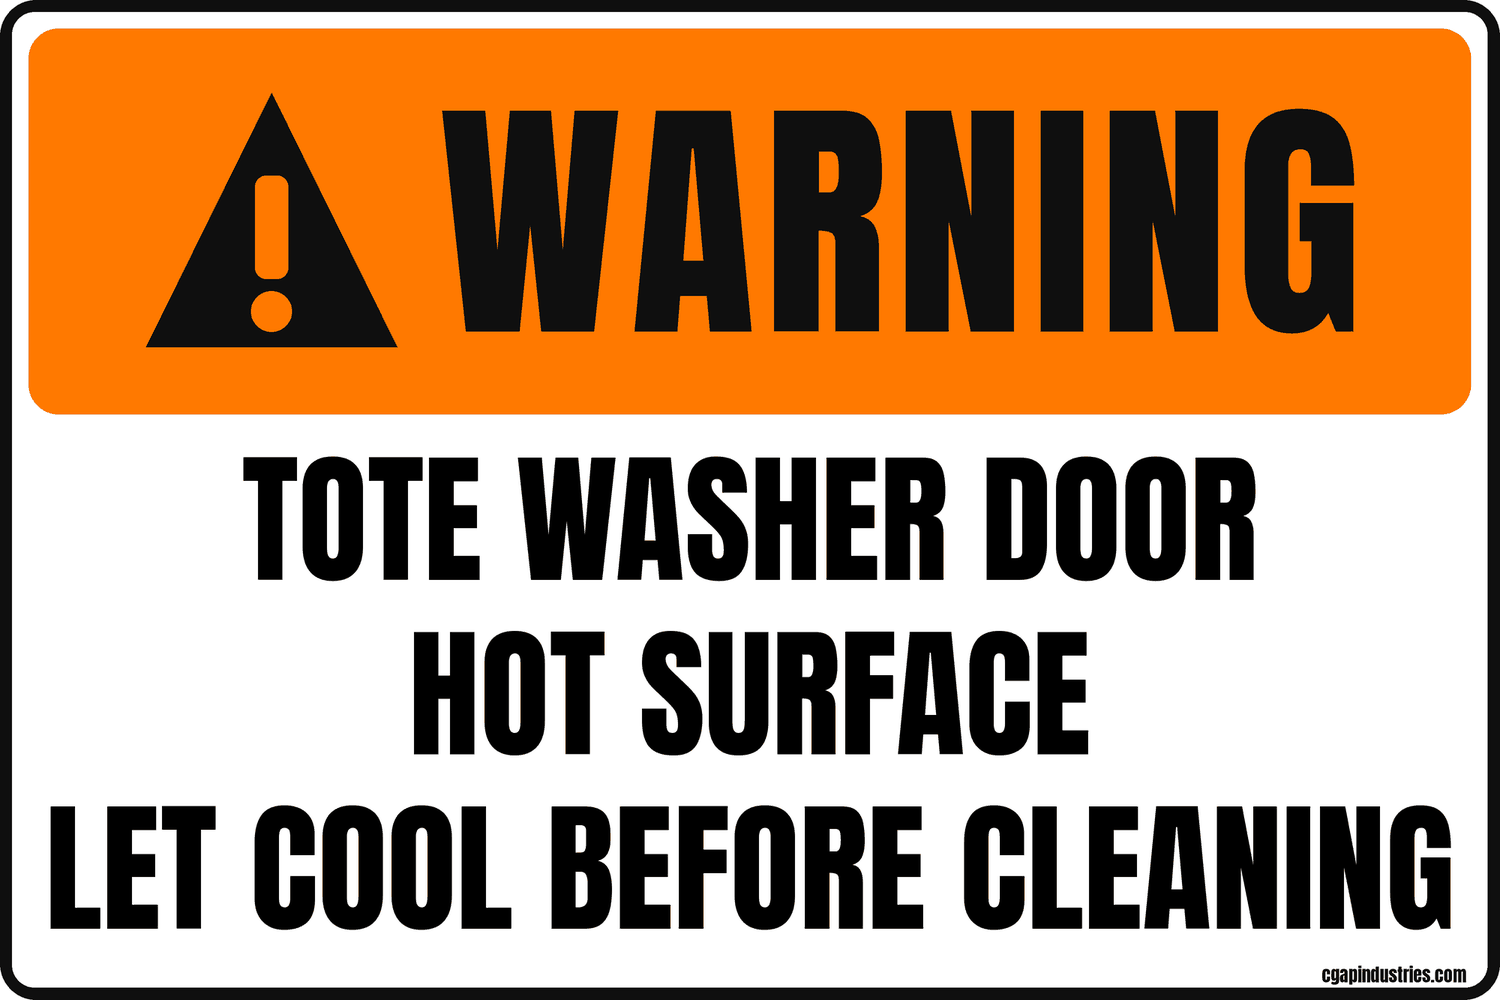 WARNING
TOTE WASHER DOOR
HOT SURFACE
LET COOL BEFORE CLEANING
cgapindustries.com